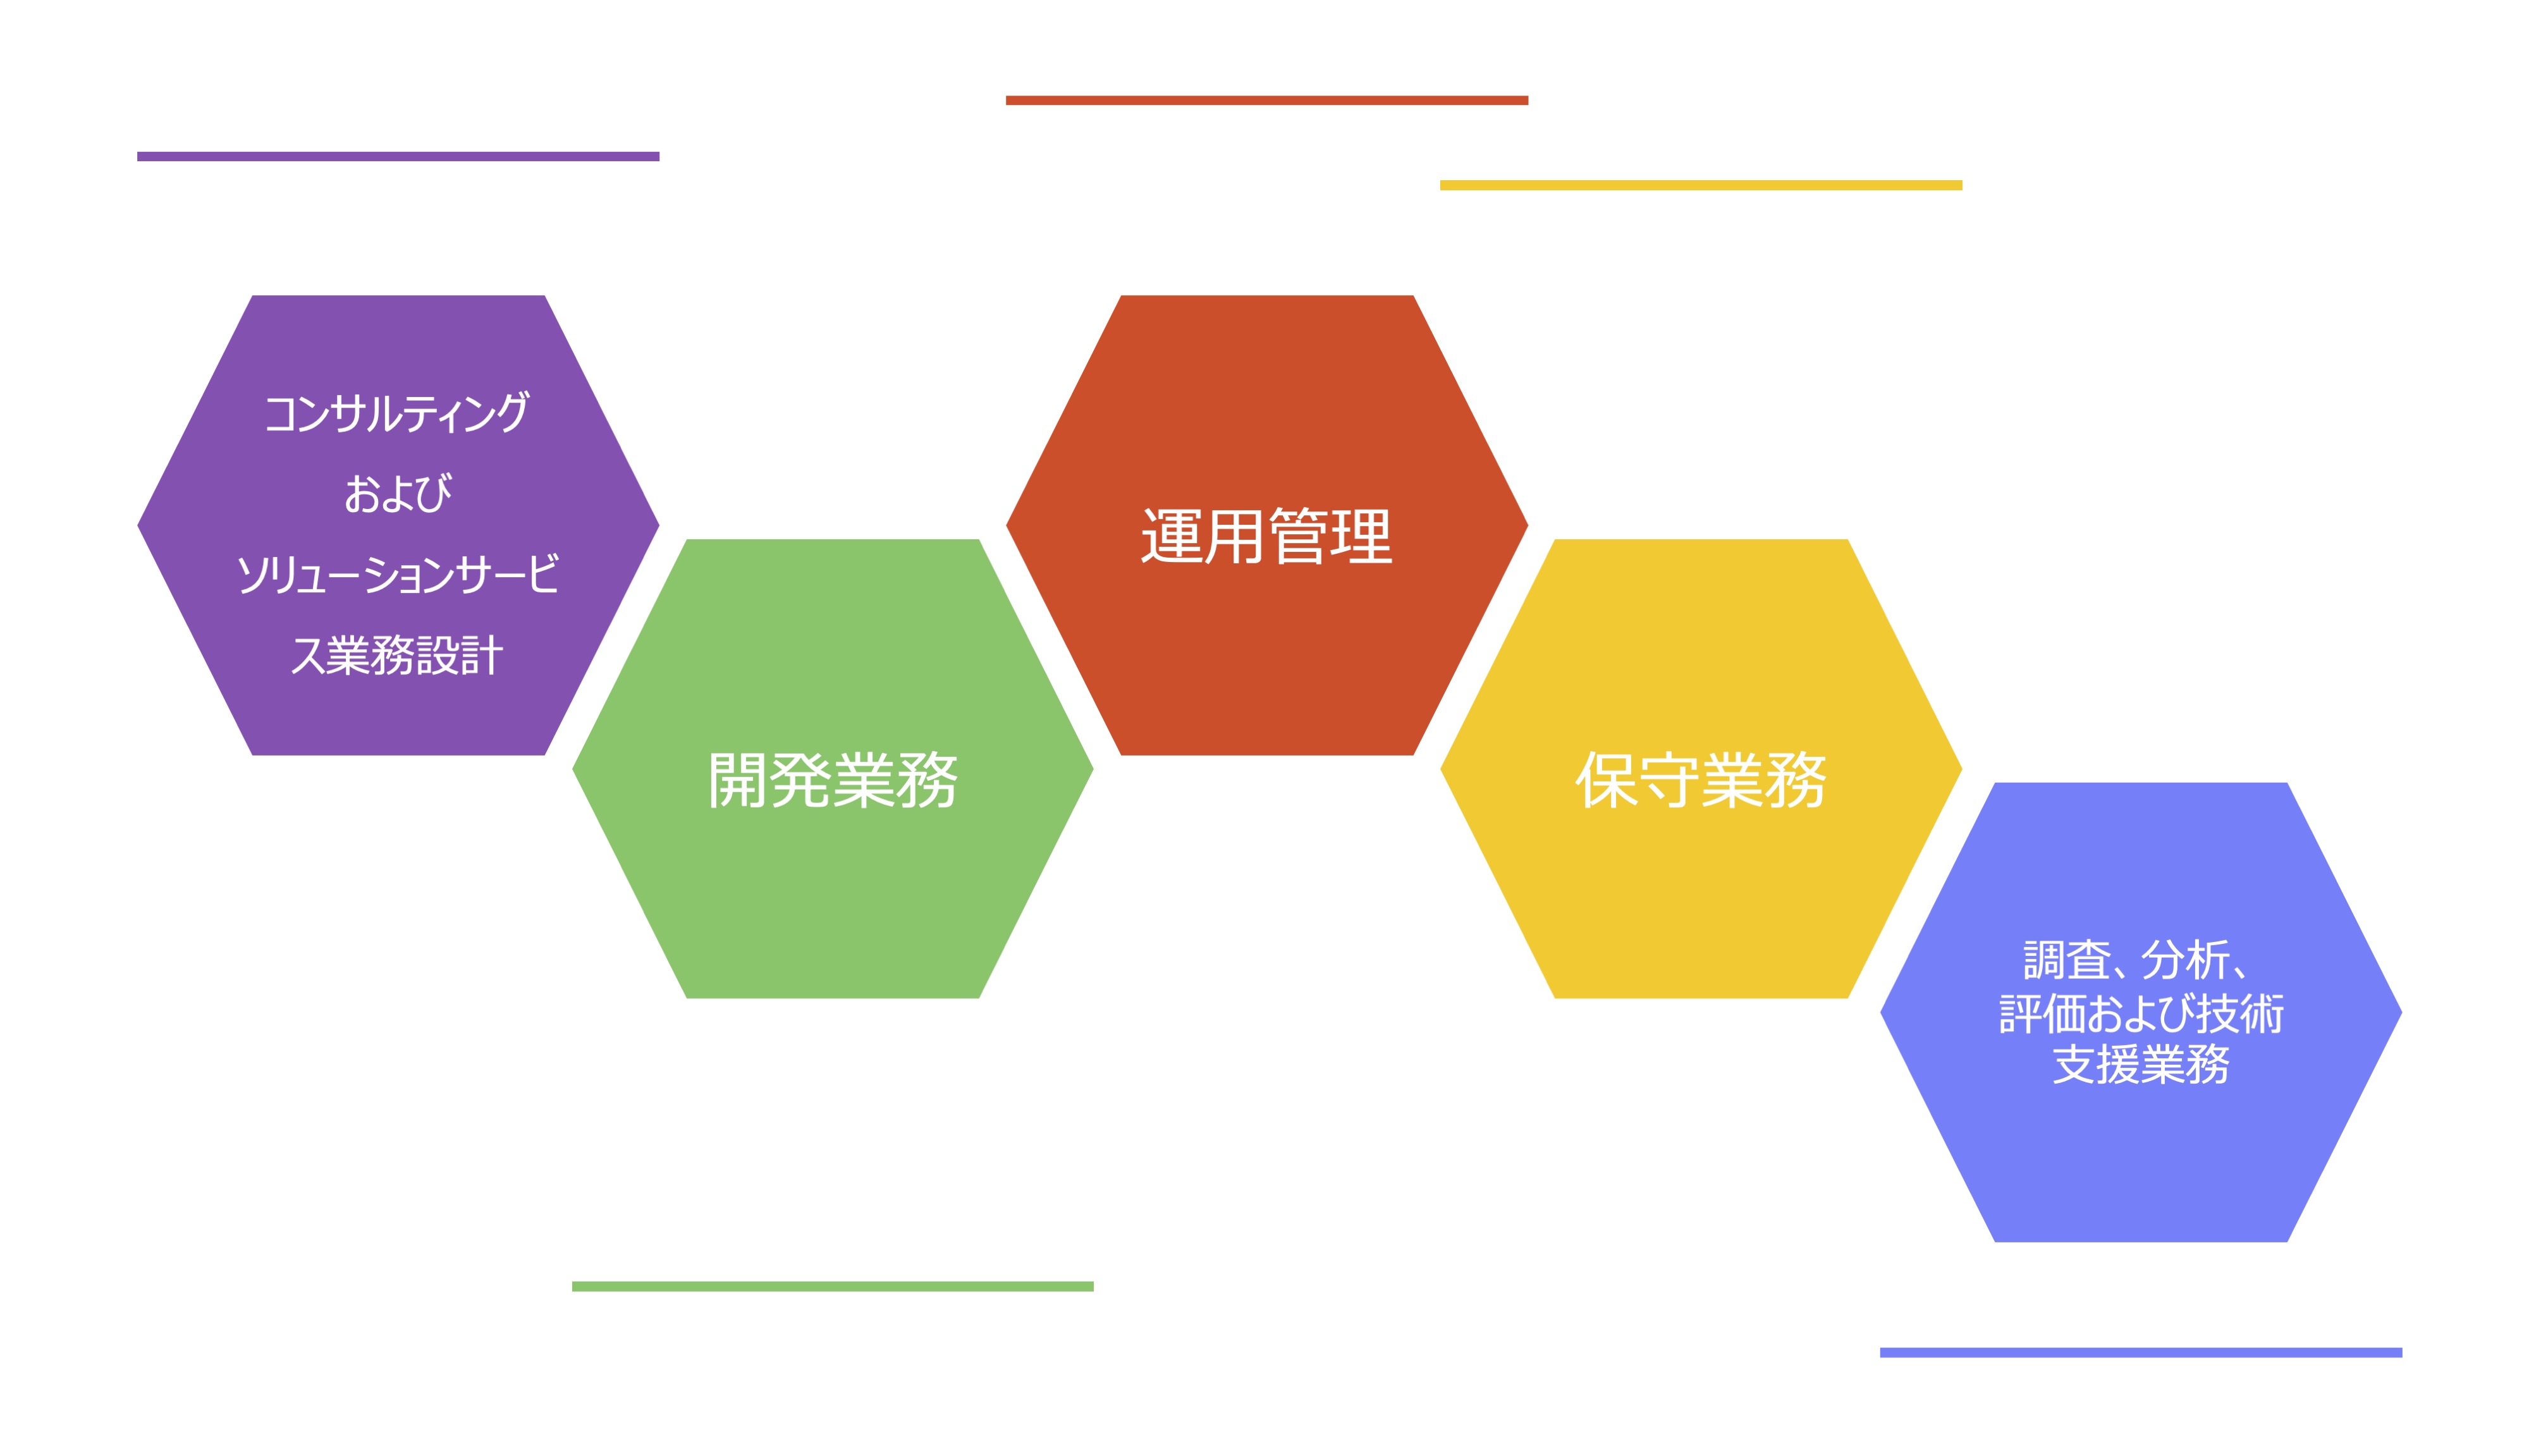 コンサルティング
および
ソリューションサービ
ス業務設計
開発業務
運用管理
保守業務
調査、分析、
評価および技術
支援業務